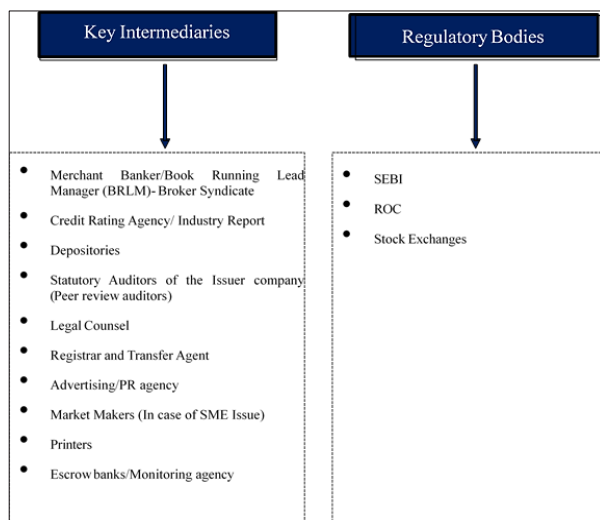 Key Intermediaries
Regulatory Bodies
• Merchant Banker/Book Running Lead
Manager (BRLM)- Broker Syndicate
• Credit Rating Agency/ Industry Report
• Depositories
• Statutory Auditors of the Issuer company
(Peer review auditors)
• Legal Counsel
• Registrar and Transfer Agent
• Advertising/PR agency
• Market Makers (In case of SME Issue)
• Printers
• Escrow banks/Monitoring agency
• SEBI
• ROC
• Stock Exchanges